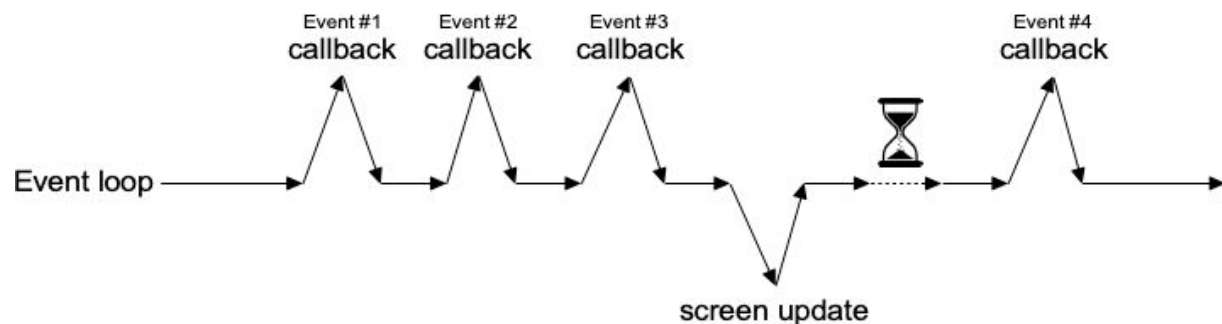 Event #1
callback
Event #2
callback
Event #3
callback
Event #4
callback
Event loop
screen update